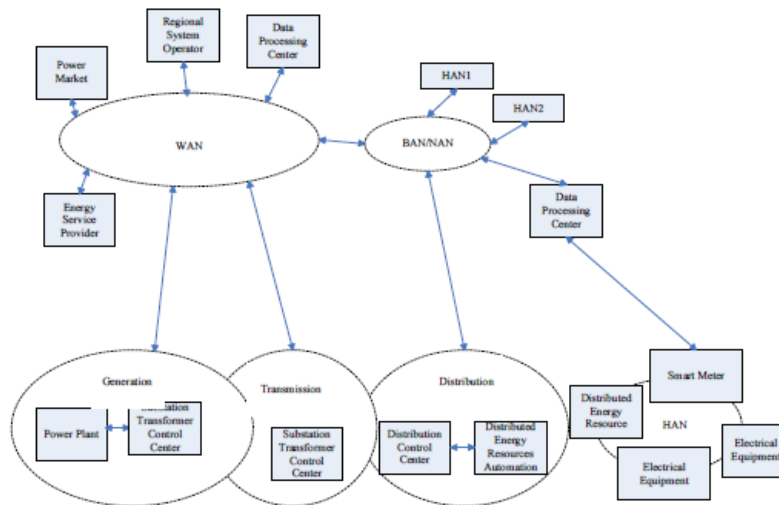 Regional
System
Operator
Data
Processing
Center
Power
Market
HAN1
HAN2
WAN
BAN/NAN
Energy
Service
Provider
Data
Processing
Center
Generation
Transmission
Distribution
Smart Meter
Power Plant
Transformer
Control
Center
Substation
Transformer
Control
Center
Distribution
Control
Center
Distributed
Energy
Resources
Automation
Distributed
Energy
Resource
HAN
Electrical
Equipment
Electrical
Equipment